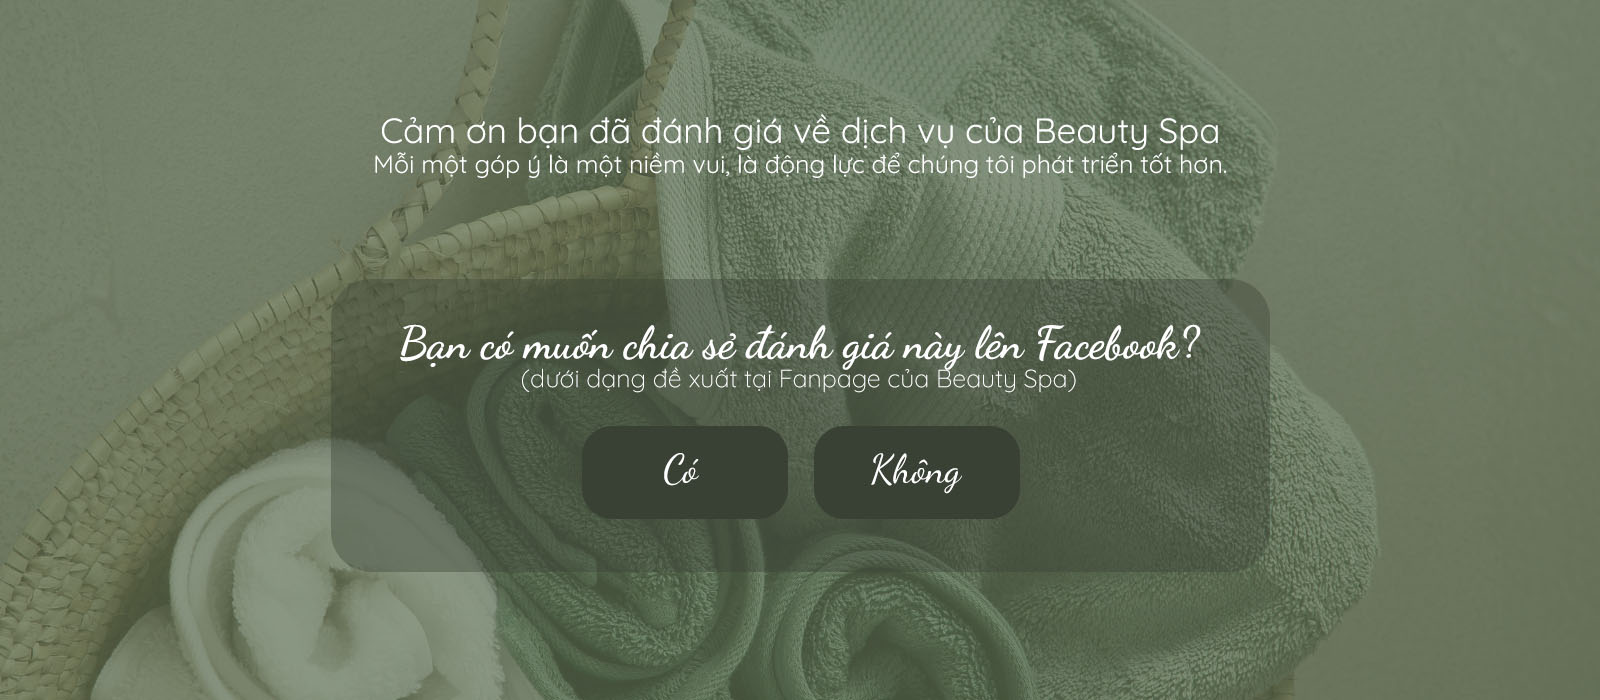 Cảm ơn bạn đã đánh giá về dịch vụ của Beauty Spa
Mỗi một góp ý là một niềm vui, là động lực để chúng tôi phát triển tốt hơn.
Bạn có muốn chia sẻ đánh giá này lên Facebook?
(dưới dạng đề xuất tại Fanpage của Beauty Spa)
Có
Không